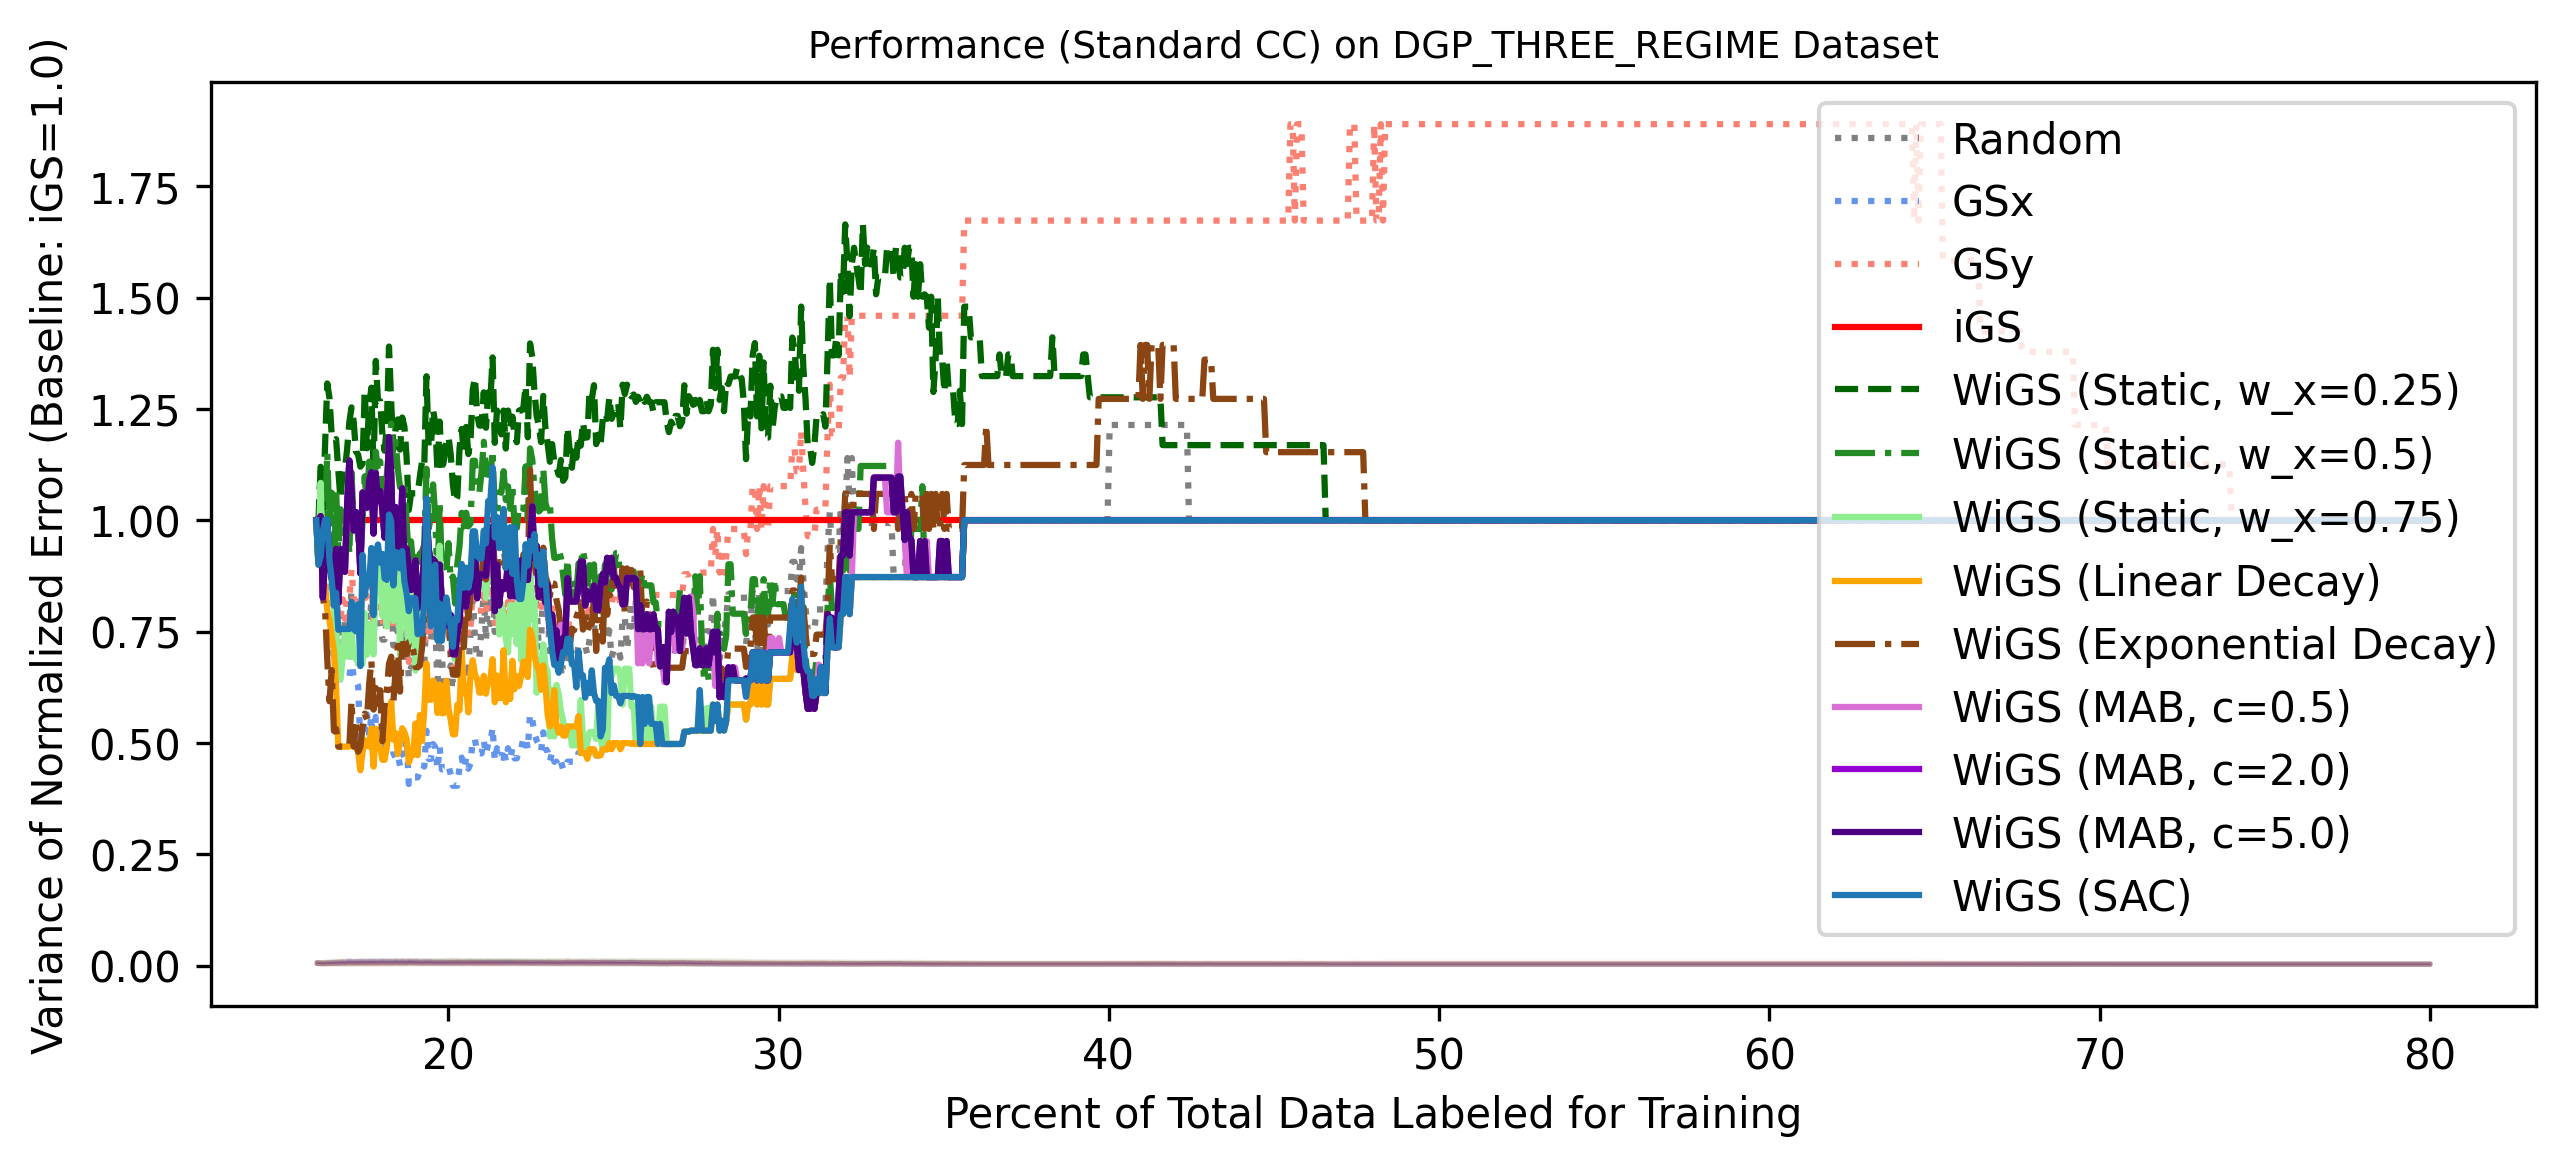 Performance (Standard CC) on DGP_THREE_REGIME Dataset
Variance of Normalized Error (Baseline: iGS=1.0)
1.75
1.50
1.25
1.00
0.75
0.50
0.25
0.00
Random
GSx
GSy
iGS
WiGS (Static, w_x=0.25)
WiGS (Static, w_x=0.5)
WiGS (Static, w_x=0.75)
WiGS (Linear Decay)
WiGS (Exponential Decay)
WiGS (MAB, c=0.5)
WiGS (MAB, c=2.0)
WiGS (MAB, c=5.0)
WiGS (SAC)
20 30 40 50 60 70 80
Percent of Total Data Labeled for Training